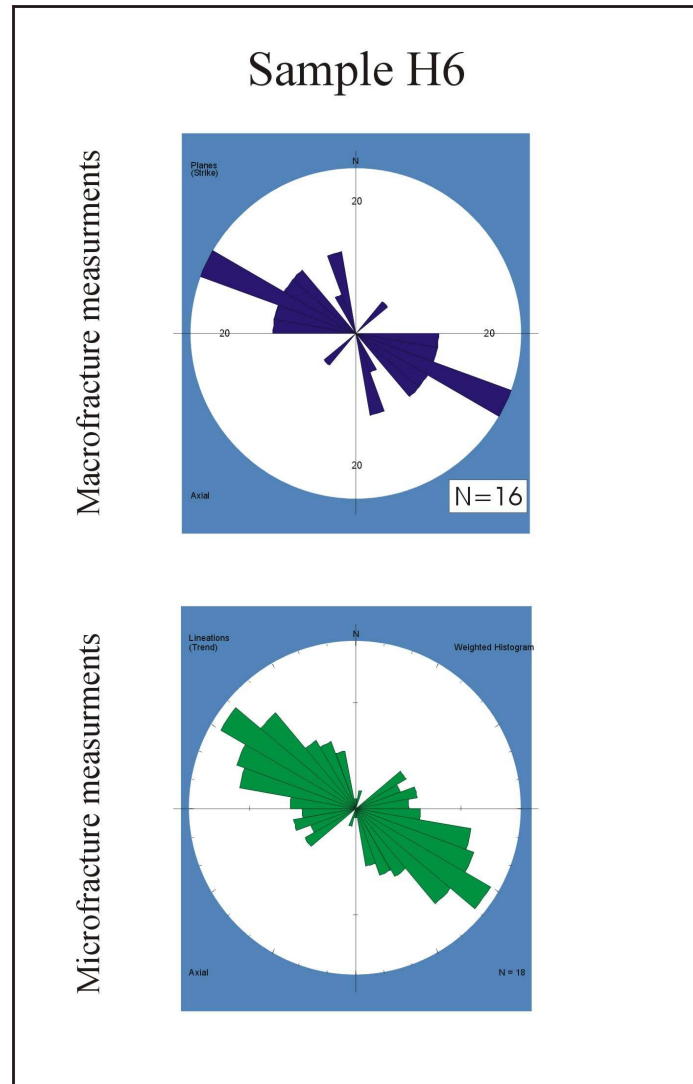 Sample H6
Macrofracture measurments
Planes
(Strike)
N
20
20
20
20
Axial
N=16
Microfracture measurments
Lineations
(Trend)
N
Weighted Histogram
Axial
N = 18